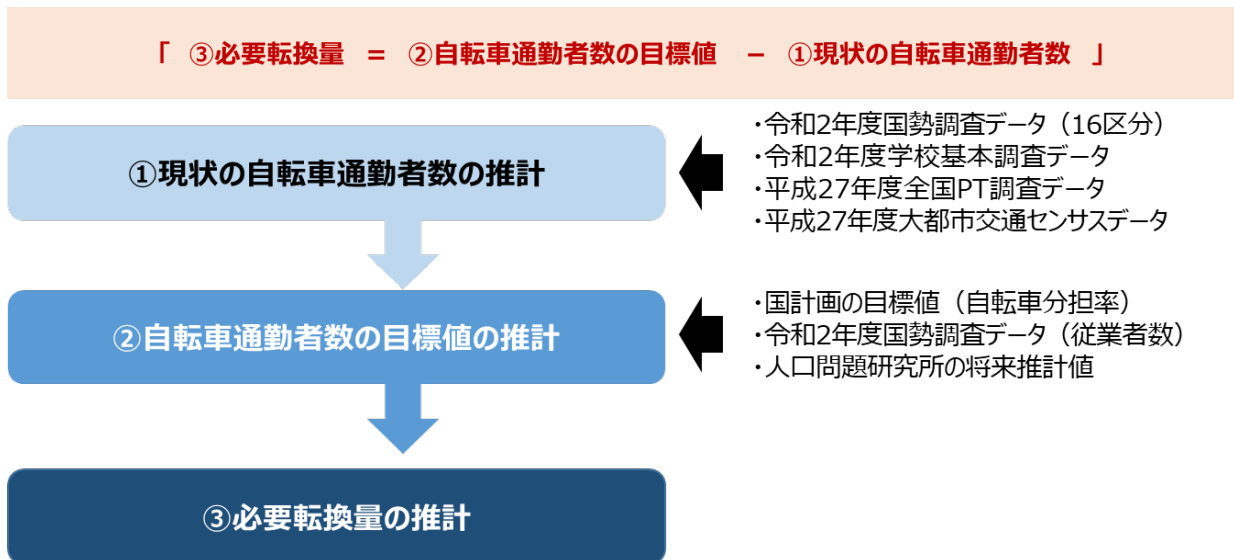 「 ③必要転換量 = ②自転車通勤者数の目標値 － ①現状の自転車通勤者数 」
①現状の自転車通勤者数の推計
・令和2年度国勢調査データ（16区分）
・令和2年度学校基本調査データ
・平成27年度全国PT調査データ
・平成27年度大都市交通センサスデータ
②自転車通勤者数の目標値の推計
・国計画の目標値（自転車分担率）
・令和2年度国勢調査データ（従業者数）
・人口問題研究所の将来推計値
③必要転換量の推計